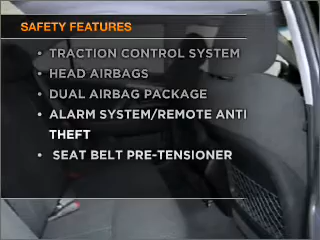 SAFETY FEATURES
• TRACTION CONTROL SYSTEM
• HEAD AIRBAGS
• DUAL AIRBAG PACKAGE
• ALARM SYSTEM/REMOTE ANTI
THEFT
• SEAT BELT PRE-TENSIONER